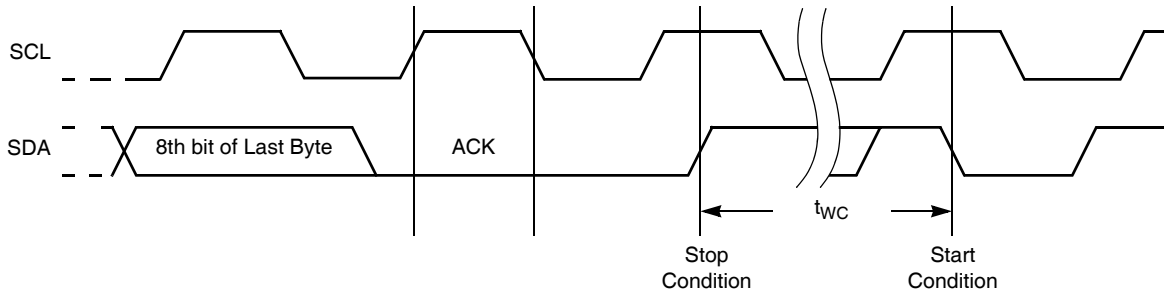 SCL
SDA
8th bit of Last Byte
ACK
tWC
Stop
Condition
Start
Condition